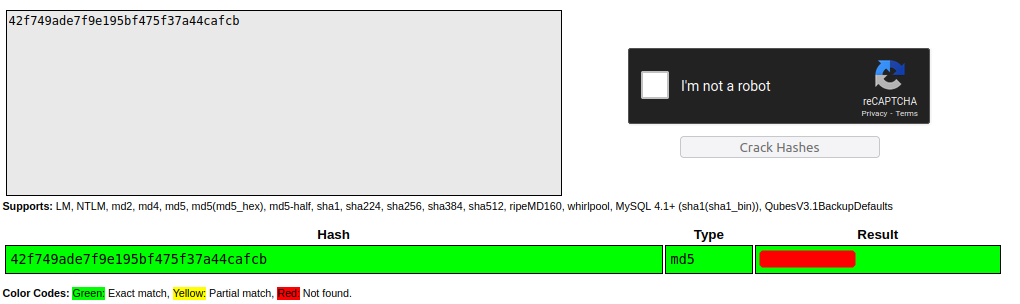 42f749ade7f9e195bf475f37a44cafcb
I'm not a robot
reCAPTCHA
Privacy - Terms
Crack Hashes
Supports: LM, NTLM, md2, md4, md5, md5(md5_hex), md5-half, sha1, sha224, sha256, sha384, sha512, ripeMD160, whirlpool, MySQL 4.1+ (sha1(sha1_bin)), QubesV3.1BackupDefaults
Hash Type Result
42f749ade7f9e195bf475f37a44cafcb md5
Color Codes: Green: Exact match, Yellow: Partial match, Red: Not found.